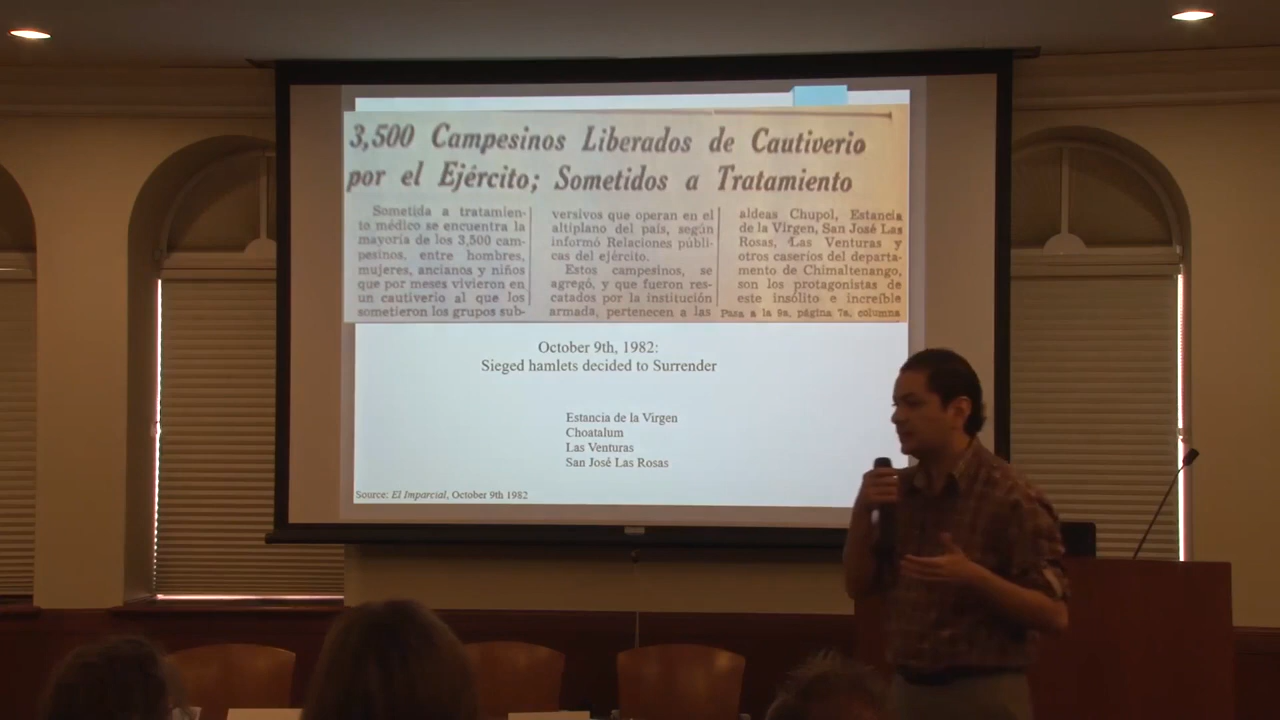 3,500 Campesinos Liberados de Cautiverio
por el Ejército; Sometidos a Tratamiento
Sometida a tratamien-
to médico se encuentra la
mayoría de los 3,500 cam-
pesinos, entre hombres,
mujeres, ancianos y niños
que por meses vivieron en
un cautiverio al que los
sometieron los grupos sub-
versivos que operan en el
altiplano del país, según
informó Relaciones públi-
cas del ejército.
Estos campesinos, se
agregó, y que fueron res-
catados por la institución
armada, pertenecen a las
aldeas Chupol, Estancia
de la Virgen, San José Las
Rosas, Las Venturas y
otros caseríos del departa-
mento de Chimaltenango,
son los protagonistas de
este insólito e increíble
Pasa a la 9a, página 7a, columna
October 9th, 1982:
Sieged hamlets decided to Surrender
Estancia de la Virgen
Choatalum
Las Venturas
San José Las Rosas
Source: El Imparcial, October 9th 1982